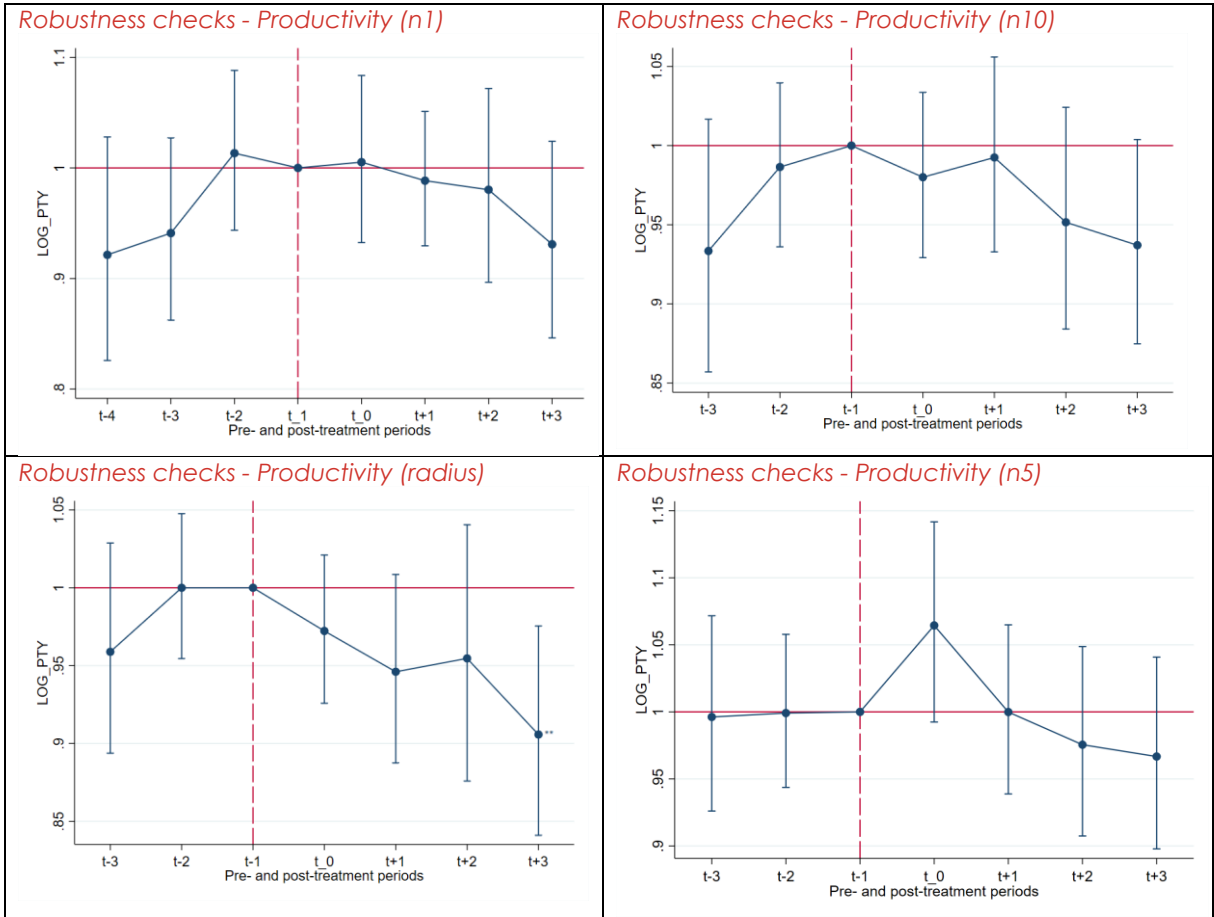 Robustness checks - Productivity (n1)
1.1
1
.9
.8
LOG_PTY
t-4 t-3 t-2 t_1 t_0 t+1 t+2 t+3
Pre- and post-treatment periods
Robustness checks - Productivity (n10)
1.05
1
.95
.9
.85
LOG_PTY
t-3 t-2 t-1 t_0 t+1 t+2 t+3
Pre- and post-treatment periods
Robustness checks - Productivity (radius)
1.05
1
.95
.9
.85
LOG_PTY
**
t-3 t-2 t-1 t_0 t+1 t+2 t+3
Pre- and post-treatment periods
Robustness checks - Productivity (n5)
1.15
1.1
1.05
1
.95
.9
LOG_PTY
t-3 t-2 t-1 t_0 t+1 t+2 t+3
Pre- and post-treatment periods